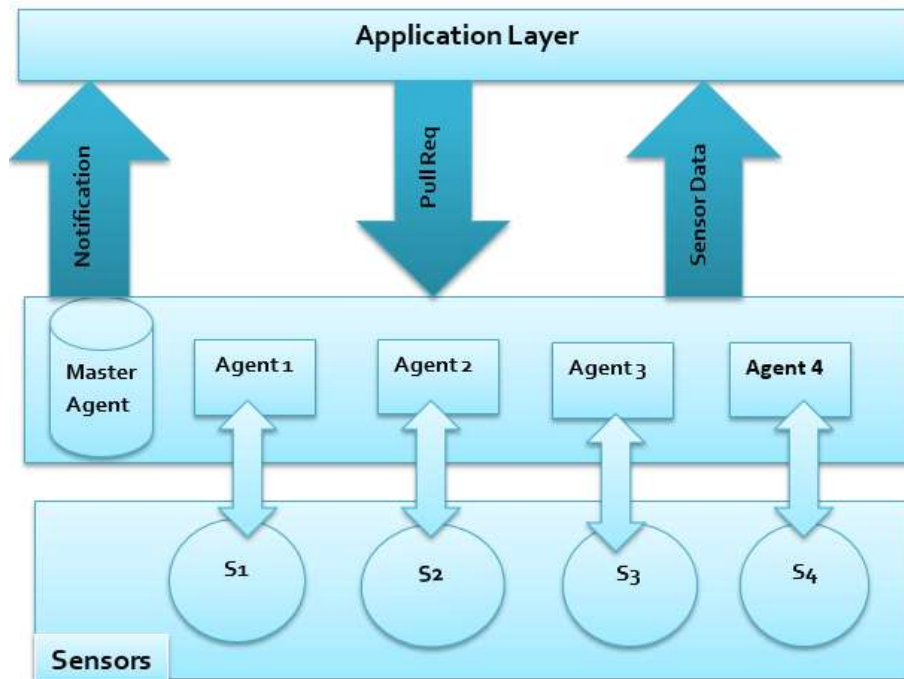 Application Layer
Notification
Pull Req
Sensor Data
Master
Agent
Agent 1
Agent 2
Agent 3
Agent 4
S1
S2
S3
S4
Sensors